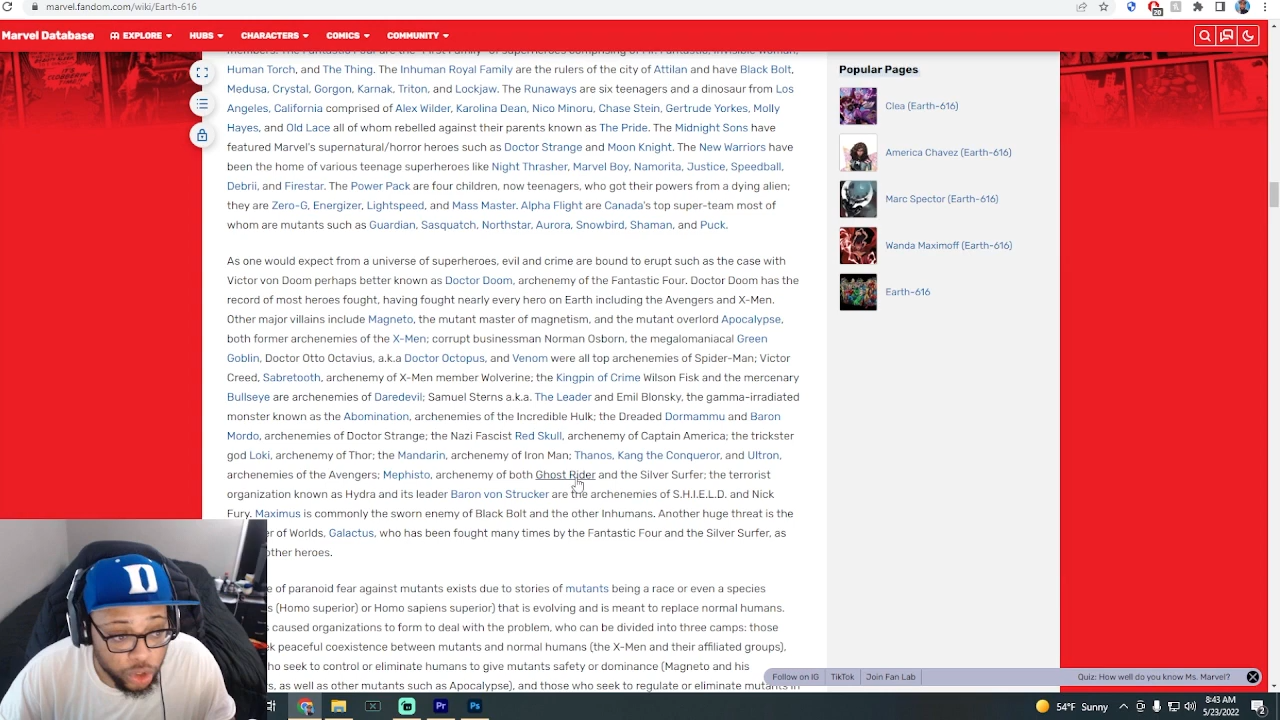 marvel.fandom.com/wiki/Earth-616
20
Marvel Database
EXPLORE
HUBS
CHARACTERS
COMICS
COMMUNITY
Human Torch, and The Thing. The Inhuman Royal Family are the rulers of the city of Attilan and have Black Bolt,
Medusa, Crystal, Gorgon, Karnak, Triton, and Lockjaw. The Runaways are six teenagers and a dinosaur from Los
Angeles, California comprised of Alex Wilder, Karolina Dean, Nico Minoru, Chase Stein, Gertrude Yorkes, Molly
Hayes, and Old Lace all of whom rebelled against their parents known as The Pride. The Midnight Sons have
featured Marvel's supernatural/horror heroes such as Doctor Strange and Moon Knight. The New Warriors have
been the home of various teenage superheroes like Night Thrasher, Marvel Boy, Namorita, Justice, Speedball,
Debrii, and Firestar. The Power Pack are four children, now teenagers, who got their powers from a dying alien;
they are Zero-G, Energizer, Lightspeed, and Mass Master. Alpha Flight are Canada's top super-team most of
whom are mutants such as Guardian, Sasquatch, Northstar, Aurora, Snowbird, Shaman, and Puck.
As one would expect from a universe of superheroes, evil and crime are bound to erupt such as the case with
Victor von Doom perhaps better known as Doctor Doom, archenemy of the Fantastic Four. Doctor Doom has the
record of most heroes fought, having fought nearly every hero on Earth including the Avengers and X-Men.
Other major villains include Magneto, the mutant master of magnetism, and the mutant overlord Apocalypse,
both former archenemies of the X-Men; corrupt businessman Norman Osborn, the megalomaniacal Green
Goblin, Doctor Otto Octavius, a.k.a Doctor Octopus, and Venom were all top archenemies of Spider-Man; Victor
Creed, Sabretooth, archenemy of X-Men member Wolverine; the Kingpin of Crime Wilson Fisk and the mercenary
Bullseye are archenemies of Daredevil; Samuel Sterns a.k.a. The Leader and Emil Blonsky, the gamma-irradiated
monster known as the Abomination, archenemies of the Incredible Hulk; the Dreaded Dormammu and Baron
Mordo, archenemies of Doctor Strange; the Nazi Fascist Red Skull, archenemy of Captain America; the trickster
god Loki, archenemy of Thor; the Mandarin, archenemy of Iron Man; Thanos, Kang the Conqueror, and Ultron,
archenemies of the Avengers; Mephisto, archenemy of both Ghost Rider and the Silver Surfer; the terrorist
organization known as Hydra and its leader Baron von Strucker are the archenemies of S.H.I.E.L.D. and Nick
Fury. Maximus is commonly the sworn enemy of Black Bolt and the other Inhumans. Another huge threat is the
of Worlds, Galactus, who has been fought many times by the Fantastic Four and the Silver Surfer, as
other heroes.
of paranoid fear against mutants exists due to stories of mutants being a race or even a species
(Homo superior) or Homo sapiens superior) that is evolving and is meant to replace normal humans.
caused organizations to form to deal with the problem, who can be divided into three camps: those
peaceful coexistence between mutants and normal humans (the X-Men and their affiliated groups),
who seek to control or eliminate humans to give mutants safety or dominance (Magneto and his
as well as other mutants such as Apocalypse), and those who seek to regulate or eliminate mutants in
Popular Pages
Clea (Earth-616)
America Chavez (Earth-616)
Marc Spector (Earth-616)
Wanda Maximoff (Earth-616)
Earth-616
D
Follow on IG
TikTok
Join Fan Lab
Quiz: How well do you know Ms. Marvel?
Pr
Ps
54°F Sunny
8:43 AM
5/23/2022
2